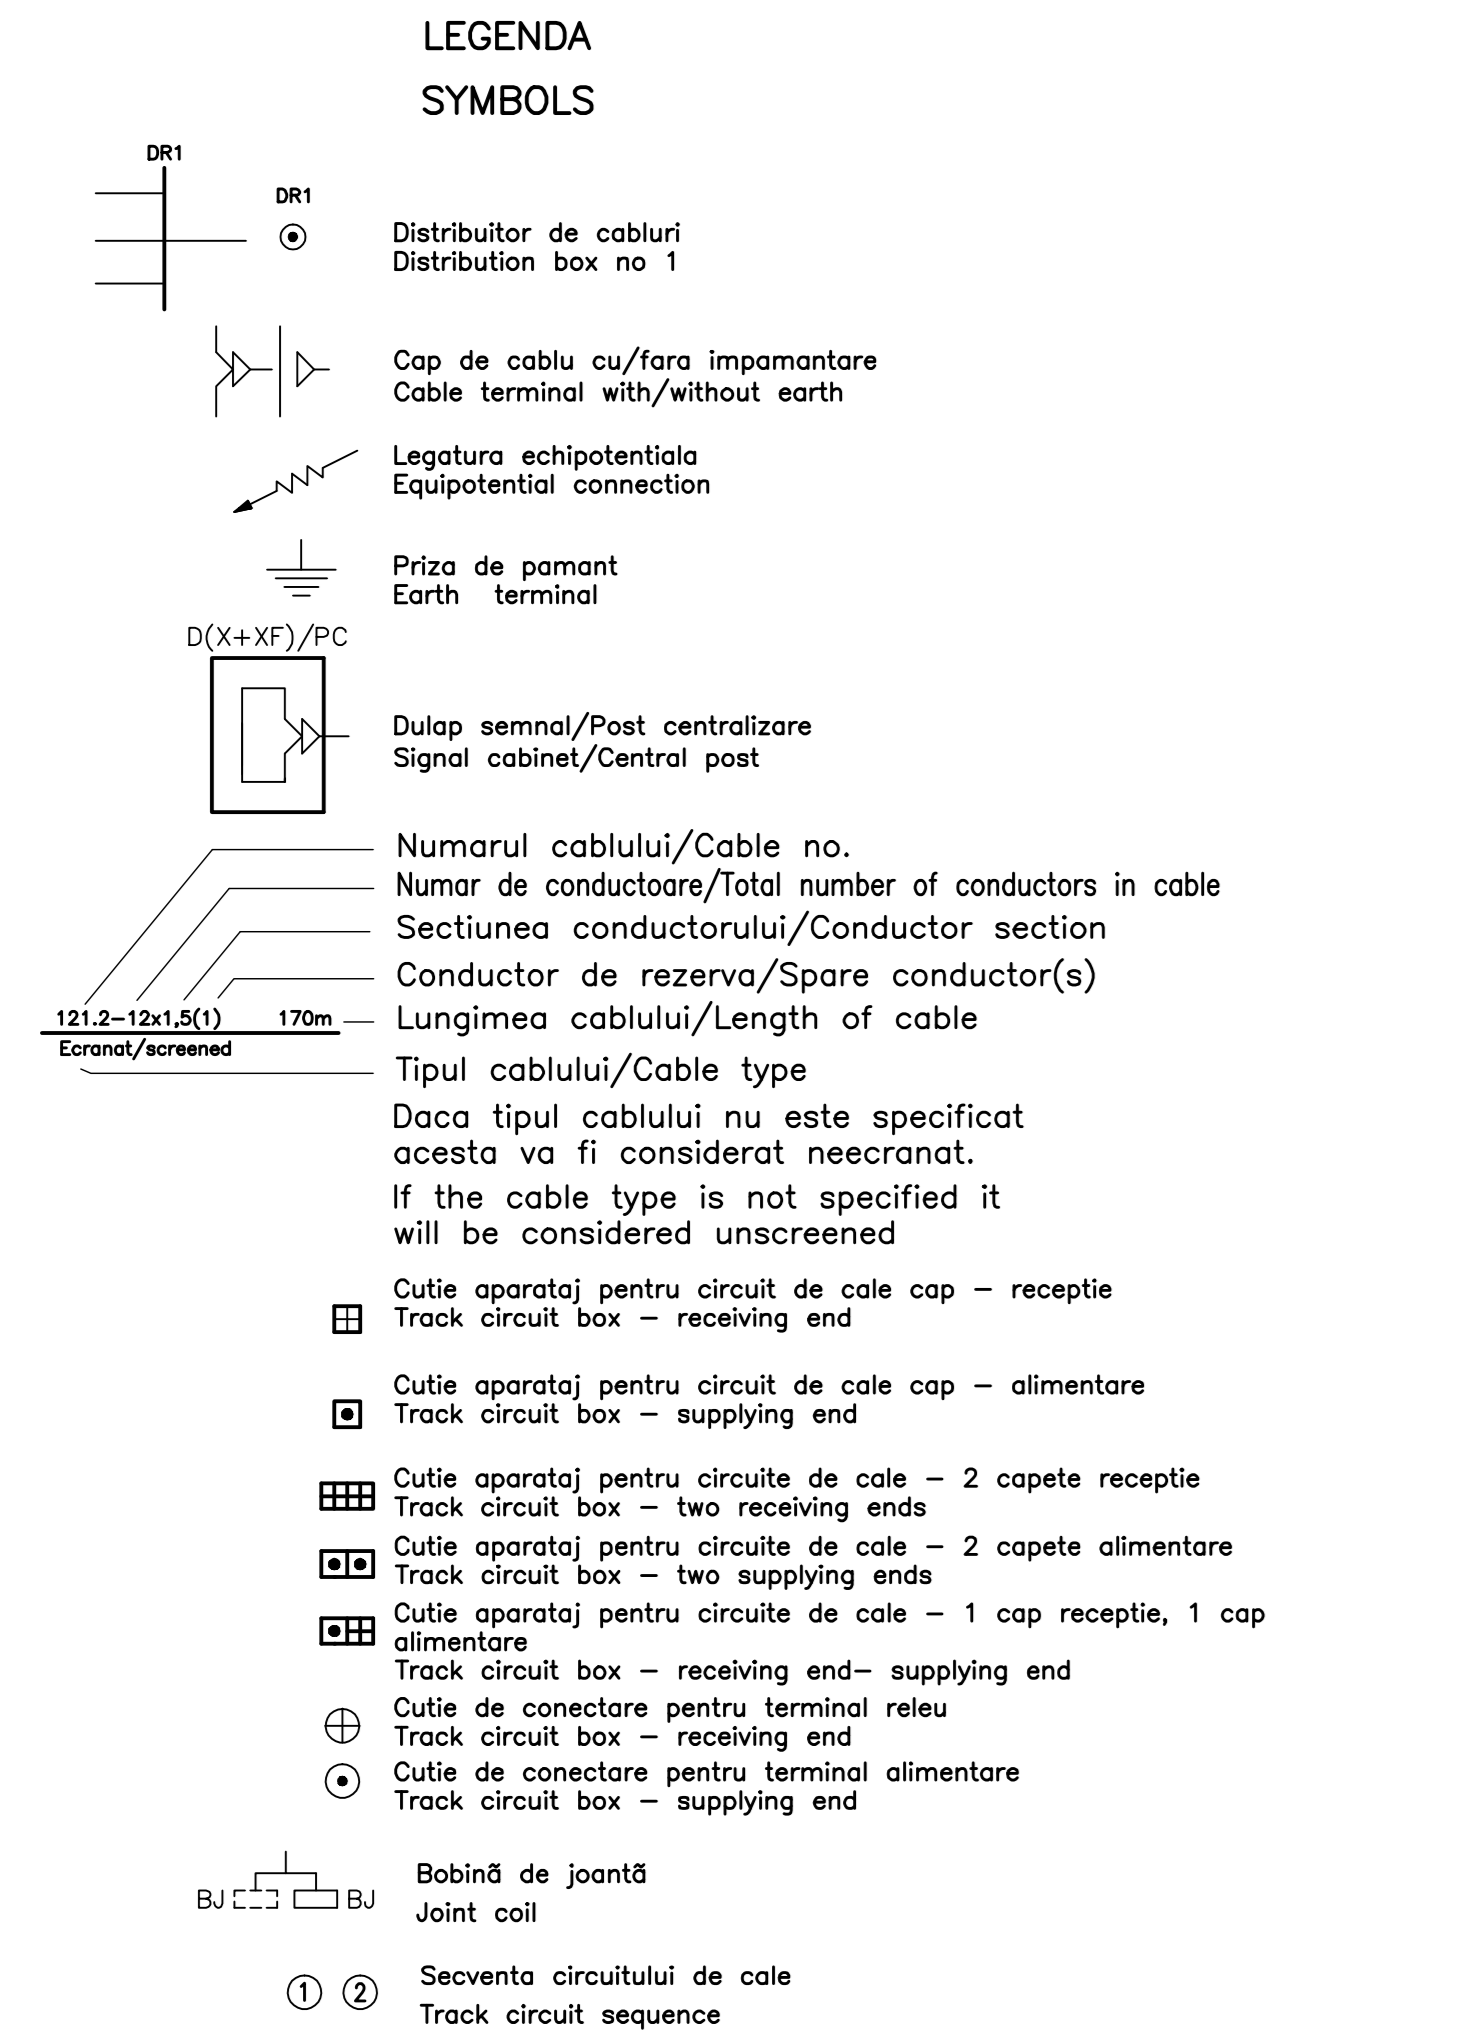 LEGENDA
SYMBOLS
DR1
DR1
Distribuitor de cabluri
Distribution box no 1
Cap de cablu cu/fara impamantare
Cable terminal with/without earth
Legatura echipotentiala
Equipotential connection
Priza de pamant
Earth terminal
D(X+XF)/PC
Dulap semnal/Post centralizare
Signal cabinet/Central post
Numarul cablului/Cable no.
Numar de conductoare/Total number of conductors in cable
Sectiunea conductorului/Conductor section
Conductor de rezerva/Spare conductor(s)
121.2-12x1,5(1) 170m
Lungimea cablului/Length of cable
Ecranat/screened
Tipul cablului/Cable type
Daca tipul cablului nu este specificat
acesta va fi considerat neecranat.
If the cable type is not specified it
will be considered unscreened
Cutie aparataj pentru circuit de cale cap – receptie
Track circuit box – receiving end
Cutie aparataj pentru circuit de cale cap – alimentare
Track circuit box – supplying end
Cutie aparataj pentru circuite de cale – 2 capete receptie
Track circuit box – two receiving ends
Cutie aparataj pentru circuite de cale – 2 capete alimentare
Track circuit box – two supplying ends
Cutie aparataj pentru circuite de cale – 1 cap receptie, 1 cap
alimentare
Track circuit box – receiving end– supplying end
Cutie de conectare pentru terminal releu
Track circuit box – receiving end
Cutie de conectare pentru terminal alimentare
Track circuit box – supplying end
BJ BJ
Bobinã de joantã
Joint coil
1 2
Secventa circuitului de cale
Track circuit sequence